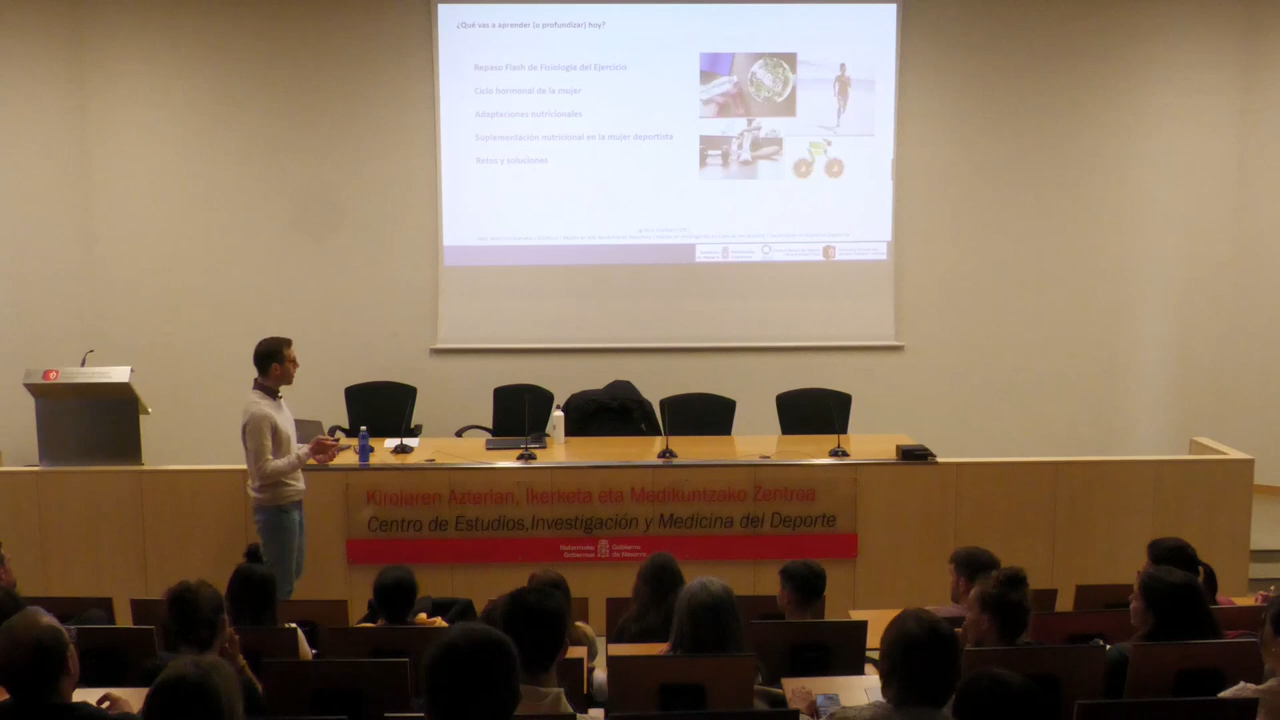 ¿Qué vas a aprender (o profundizar) hoy?
Repaso Flash de Fisiología del Ejercicio
Ciclo hormonal de la mujer
Adaptaciones nutricionales
Suplementación nutricional en la mujer deportista
Retos y soluciones
Kirolaren Azterlan, Ikerketa eta Medikuntzako Zentroa
Centro de Estudios,Investigación y Medicina del Deporte
Nafarroako Gobernua
Gobierno de Navarra